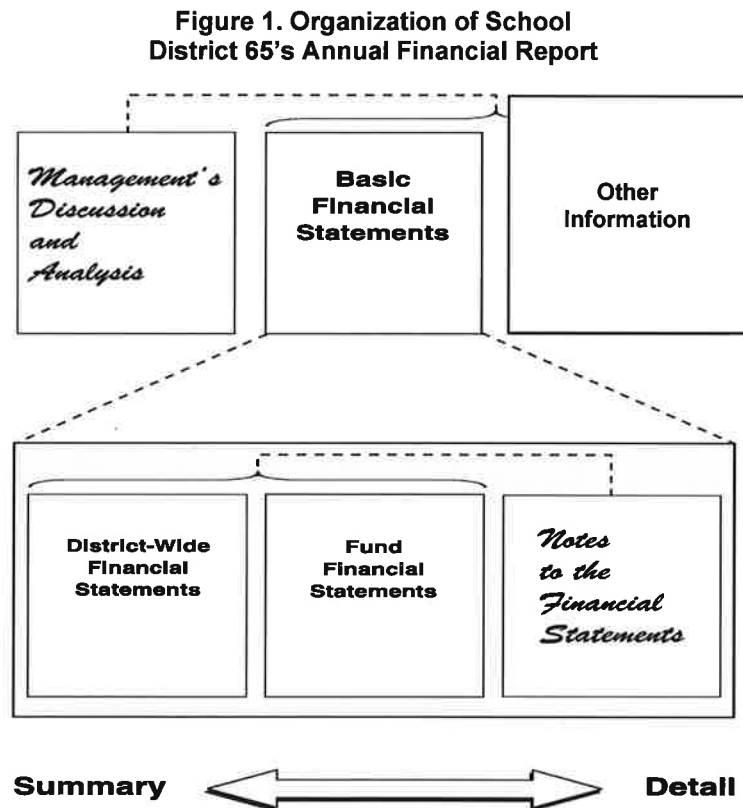 Figure 1. Organization of School
District 65's Annual Financial Report
Management's
Discussion
and
Analysis
Basic
Financial
Statements
Other
Information
District-Wide
Financial
Statements
Fund
Financial
Statements
Notes
to the
Financial
Statements
Summary
Detail